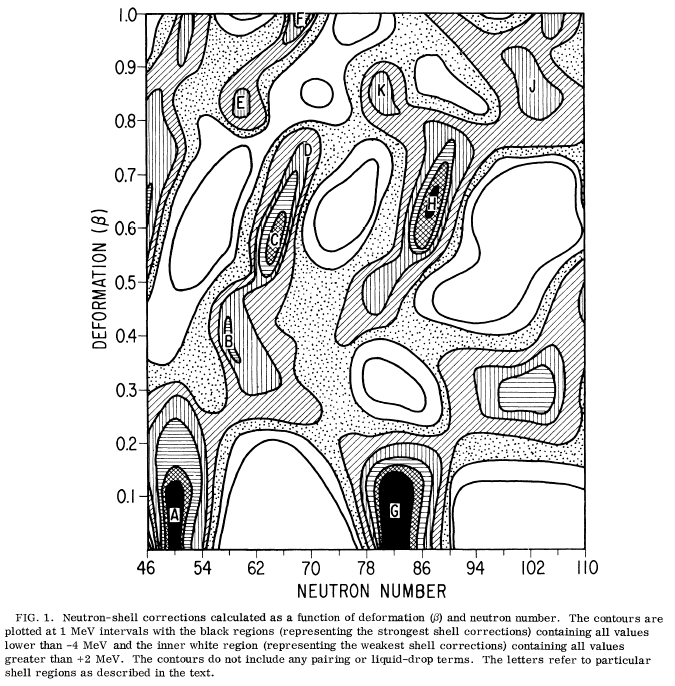 1.0
0.9
0.8
0.7
0.6
0.5
0.4
0.3
0.2
0.1
DEFORMATION (β)
F
E
K
J
D
H
C
B
A
G
46 54 62 70 78 86 94 102 110
NEUTRON NUMBER
FIG. 1. Neutron-shell corrections calculated as a function of deformation (β) and neutron number. The contours are
plotted at 1 MeV intervals with the black regions (representing the strongest shell corrections) containing all values
lower than -4 MeV and the inner white region (representing the weakest shell corrections) containing all values
greater than +2 MeV. The contours do not include any pairing or liquid-drop terms. The letters refer to particular
shell regions as described in the text.